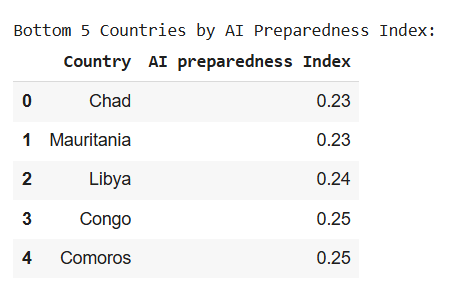 Bottom 5 Countries by AI Preparedness Index:
Country AI preparedness Index
0 Chad 0.23
1 Mauritania 0.23
2 Libya 0.24
3 Congo 0.25
4 Comoros 0.25